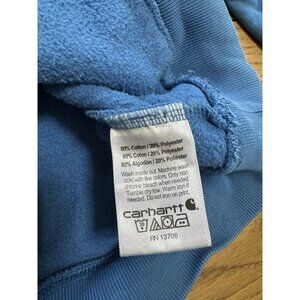 80% Cotton / 20% Polyester
80% Coton / 20% Polyester
80% Algodón / 20% Poliéster
Wash inside out. Machine wash
cold with like colors. Only non
chlorine bleach when needed.
Tumble dry low. Warm iron if
needed. Do not iron on print.
carhartt
RN 13706